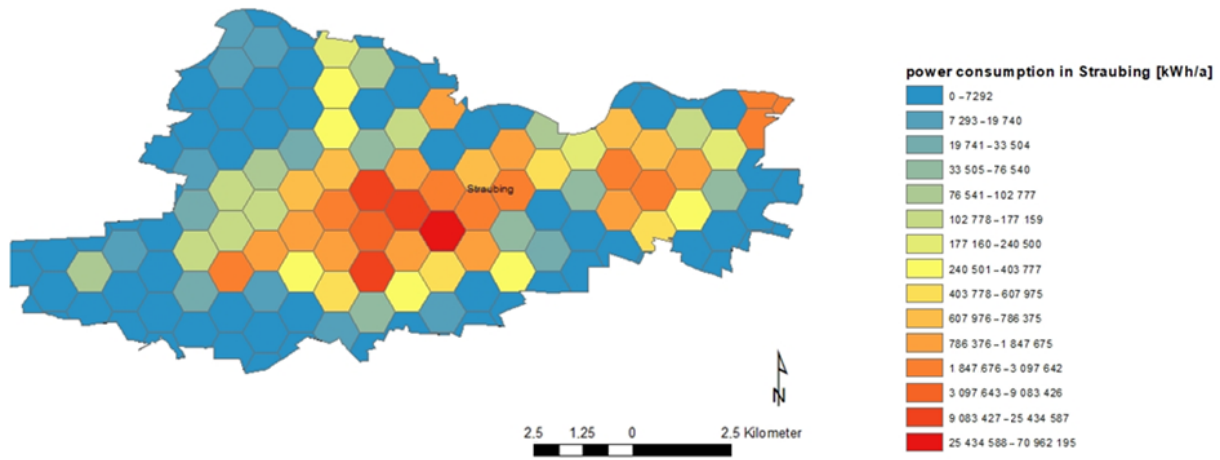 power consumption in Straubing [kWh/a]
0 – 7292
7 293 – 19 740
19 741 – 33 504
33 505 – 76 540
76 541 – 102 777
102 778 – 177 159
177 160 – 240 500
240 501 – 403 777
403 778 – 607 975
607 976 – 786 375
786 376 – 1 847 675
1 847 676 – 3 097 642
3 097 643 – 9 083 426
9 083 427 – 25 434 587
25 434 588 – 70 962 195
Straubing
N
2.5 1,25 0 2.5 Kilometer